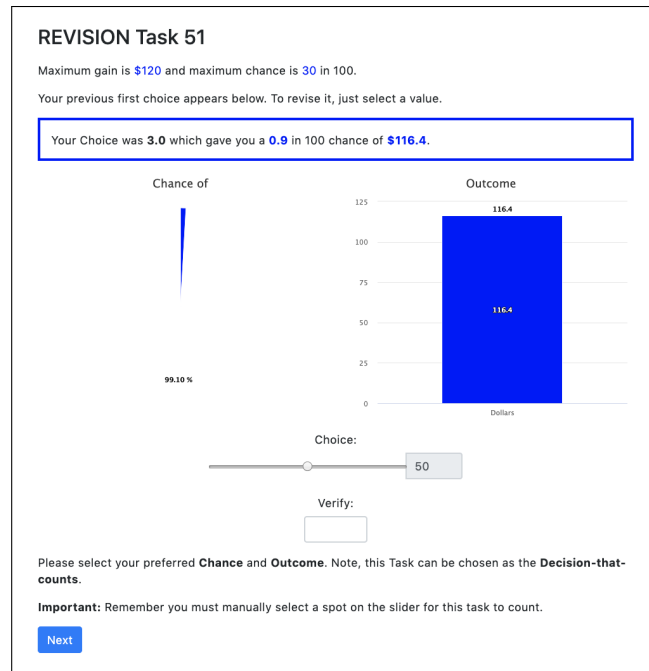 REVISION Task 51
Maximum gain is $120 and maximum chance is 30 in 100.
Your previous first choice appears below. To revise it, just select a value.
Your Choice was 3.0 which gave you a 0.9 in 100 chance of $116.4.
Chance of
99.10 %
Outcome
125
100
75
50
25
0
116.4
116.4
Dollars
Choice:
50
Verify:
Please select your preferred Chance and Outcome. Note, this Task can be chosen as the Decision-that-
counts.
Important: Remember you must manually select a spot on the slider for this task to count.
Next